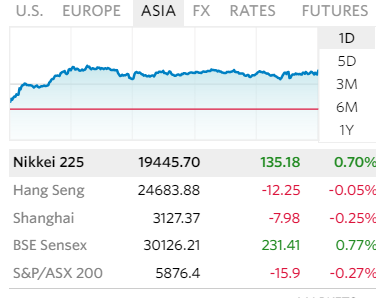 U.S. EUROPE ASIA FX RATES FUTURES
1D
5D
3M
6M
1Y
Nikkei 225 19445.70 135.18 0.70%
Hang Seng 24683.88 -12.25 -0.05%
Shanghai 3127.37 -7.98 -0.25%
BSE Sensex 30126.21 231.41 0.77%
S&P/ASX 200 5876.4 -15.9 -0.27%